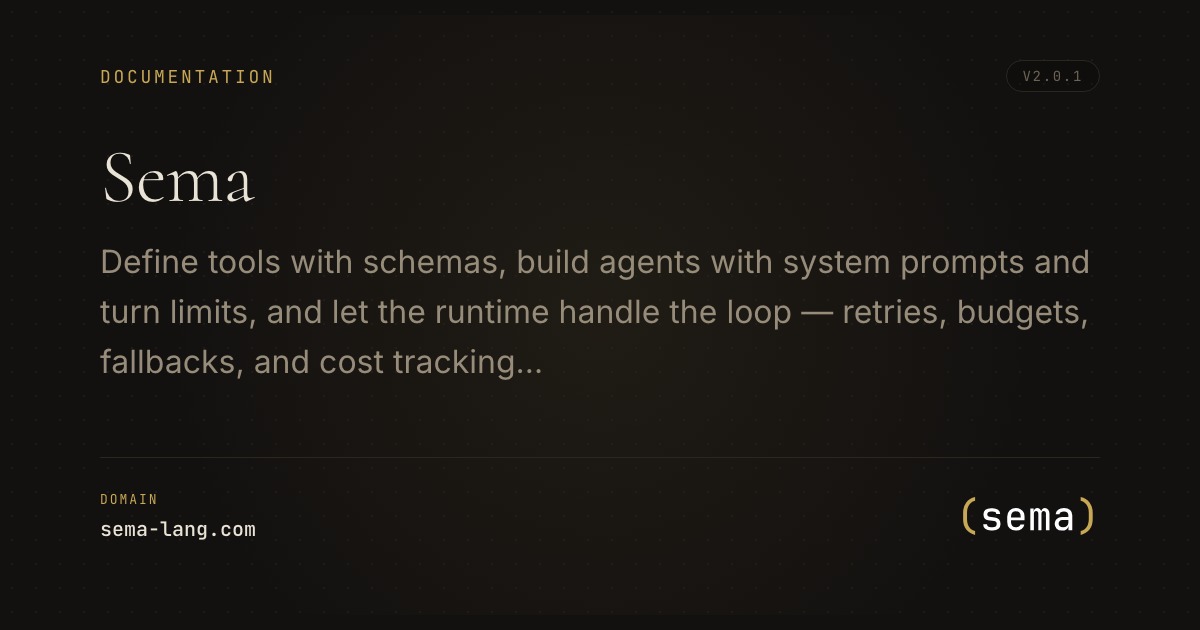 DOCUMENTATION
V2.0.1
Sema
Define tools with schemas, build agents with system prompts and
turn limits, and let the runtime handle the loop — retries, budgets,
fallbacks, and cost tracking...
DOMAIN
sema-lang.com
(sema)